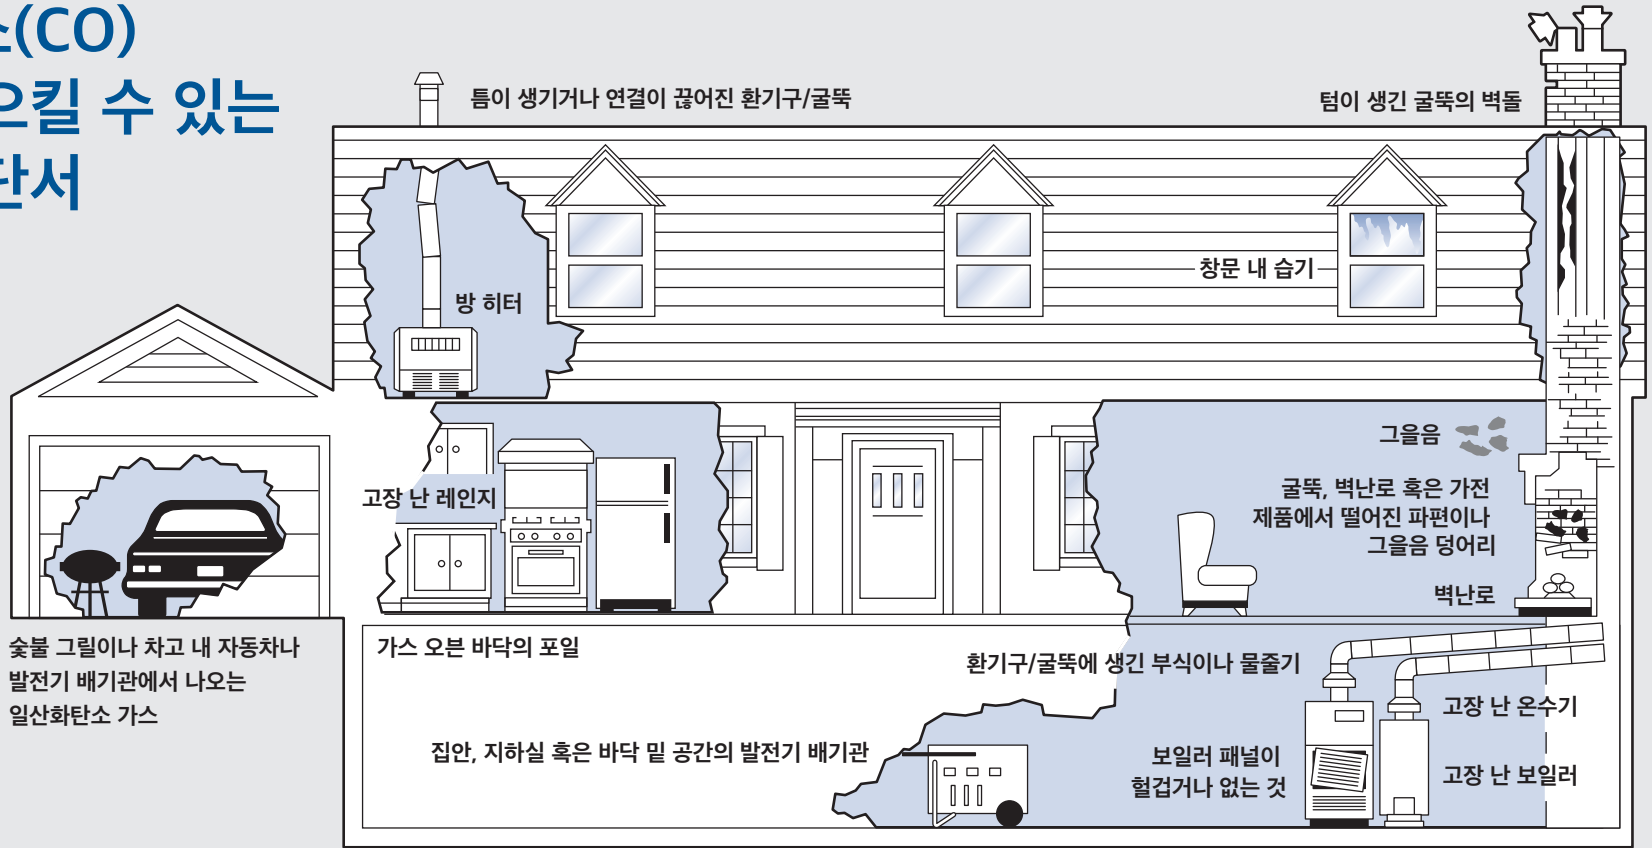 (CO)
으킬 수 있는
단서
틈이 생기거나 연결이 끊어진 환기구/굴뚝
텀이 생긴 굴뚝의 벽돌
창문 내 습기
방 히터
그을음
고장 난 레인지
굴뚝, 벽난로 혹은 가전
제품에서 떨어진 파편이나
그을음 덩어리
벽난로
숯불 그릴이나 차고 내 자동차나
발전기 배기관에서 나오는
일산화탄소 가스
가스 오븐 바닥의 포일
환기구/굴뚝에 생긴 부식이나 물줄기
고장 난 온수기
집안, 지하실 혹은 바닥 밑 공간의 발전기 배기관
보일러 패널이
헐겁거나 없는 것
고장 난 보일러